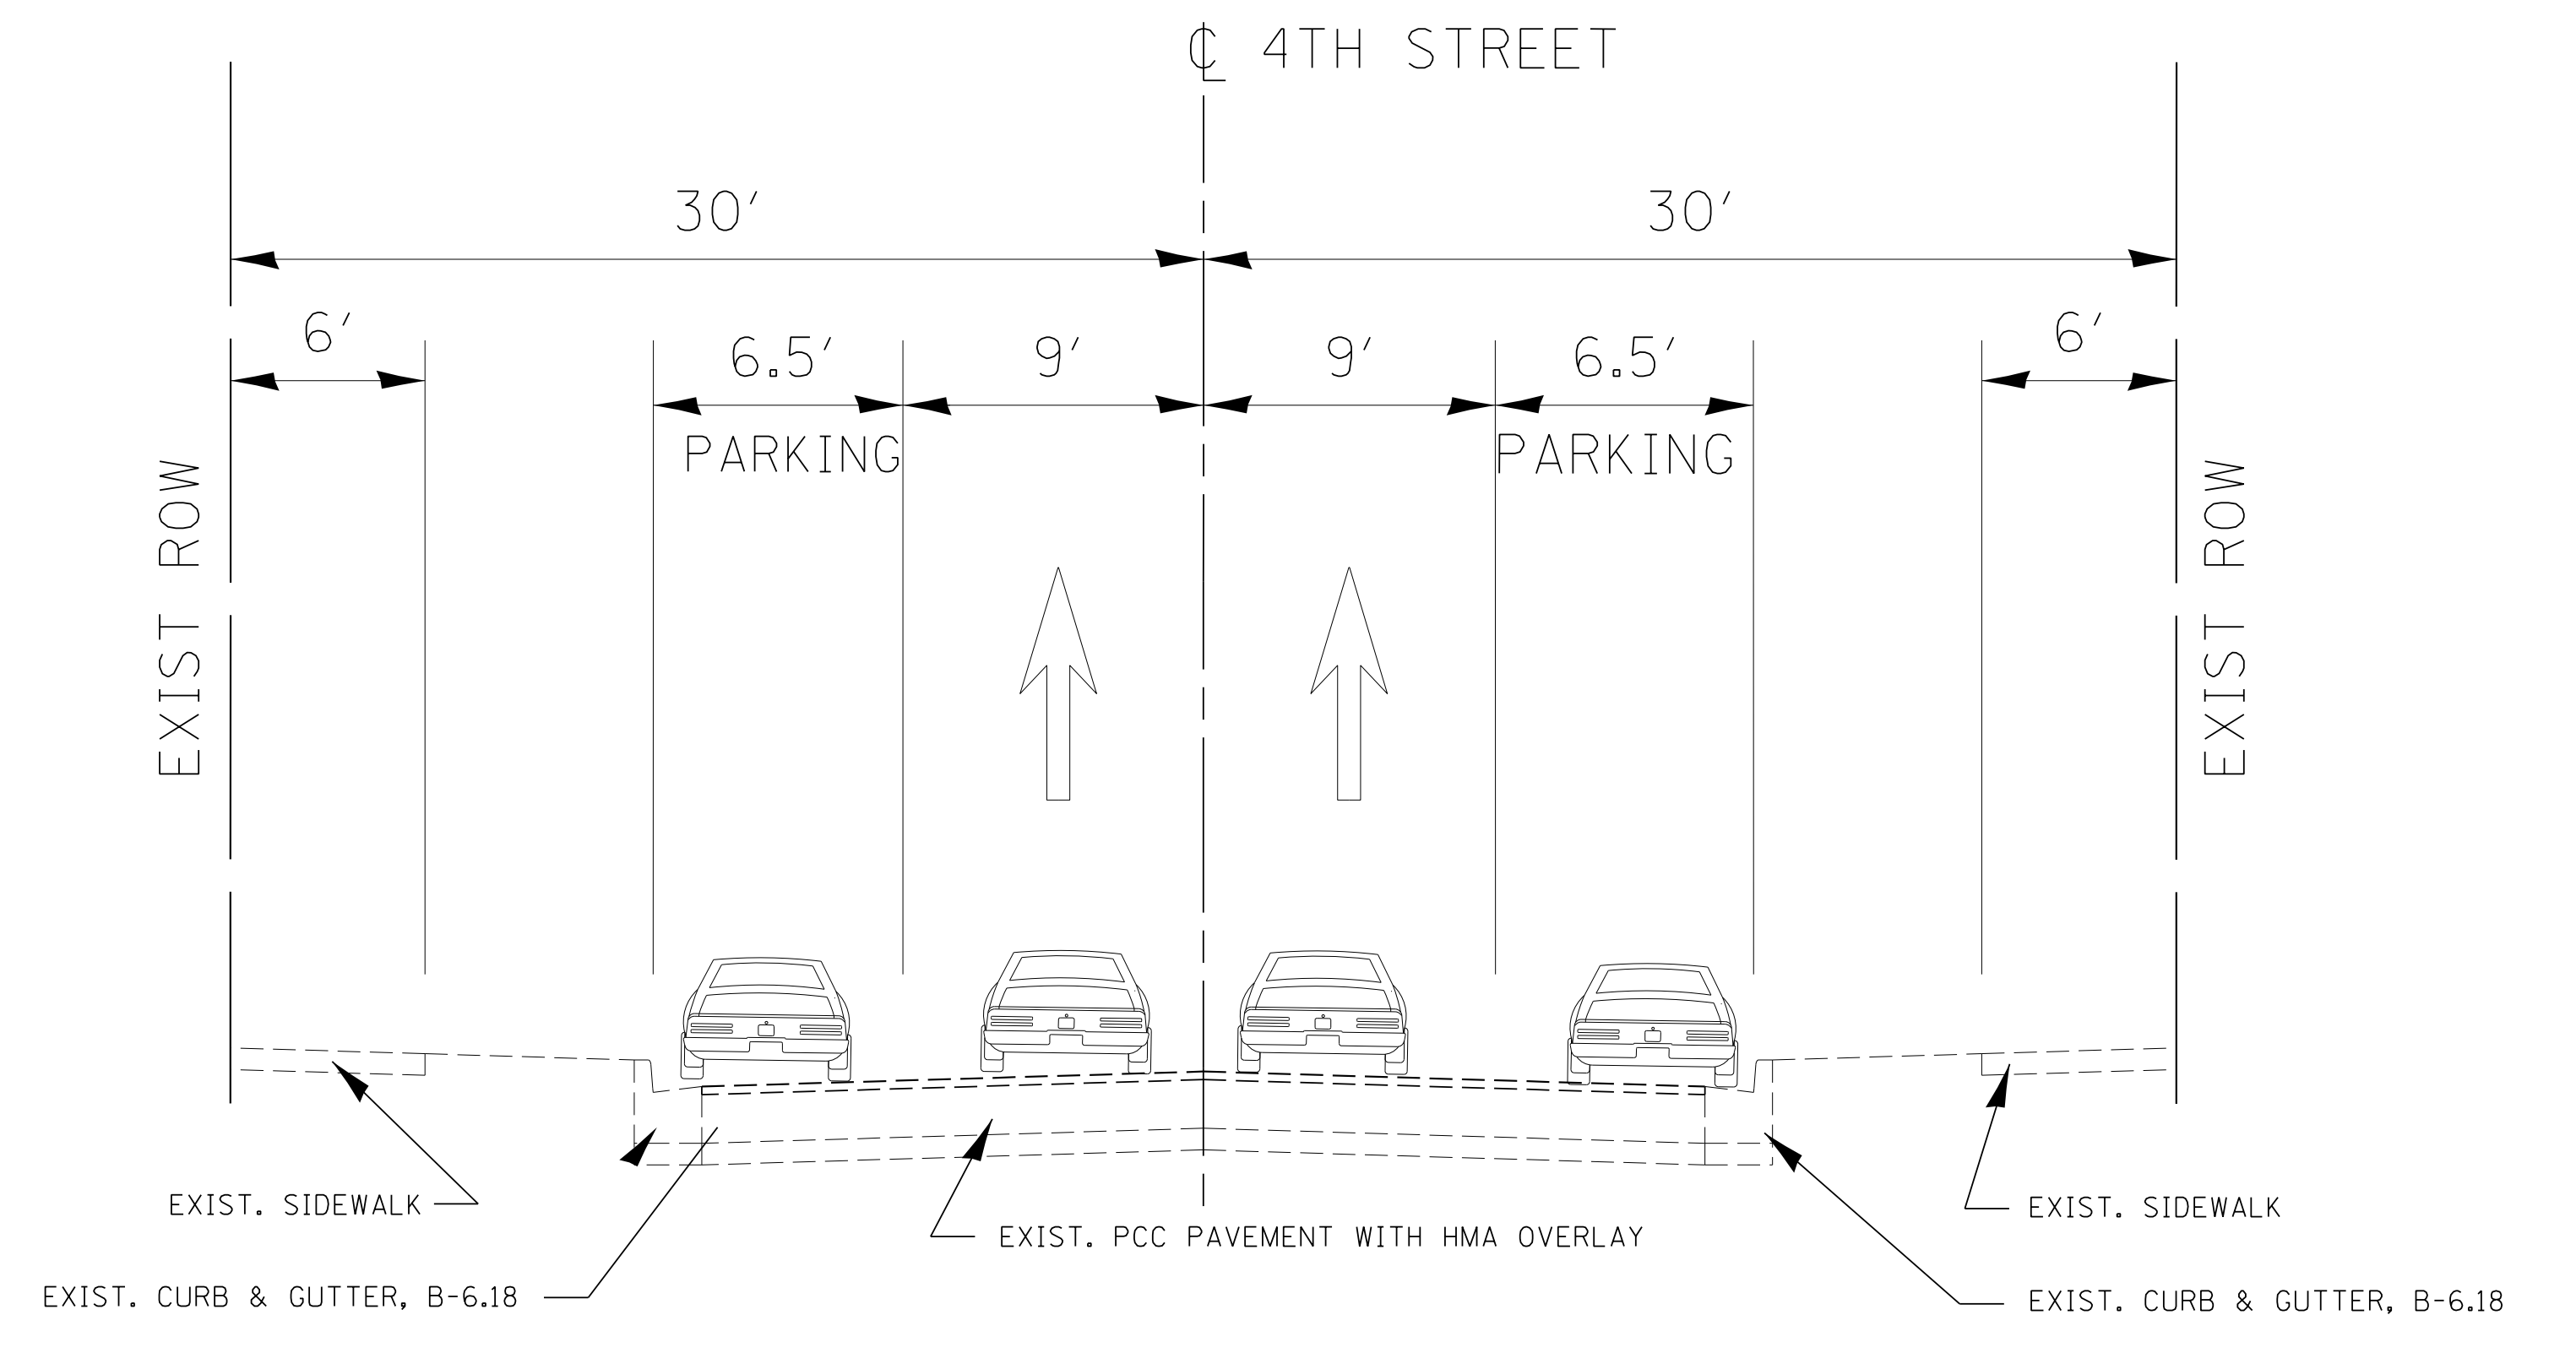 ℄ 4TH STREET
30' 30'
6' 6.5' 9' 9' 6.5' 6'
PARKING PARKING
EXIST ROW
EXIST ROW
EXIST. SIDEWALK
EXIST. SIDEWALK
EXIST. PCC PAVEMENT WITH HMA OVERLAY
EXIST. CURB & GUTTER, B-6.18
EXIST. CURB & GUTTER, B-6.18